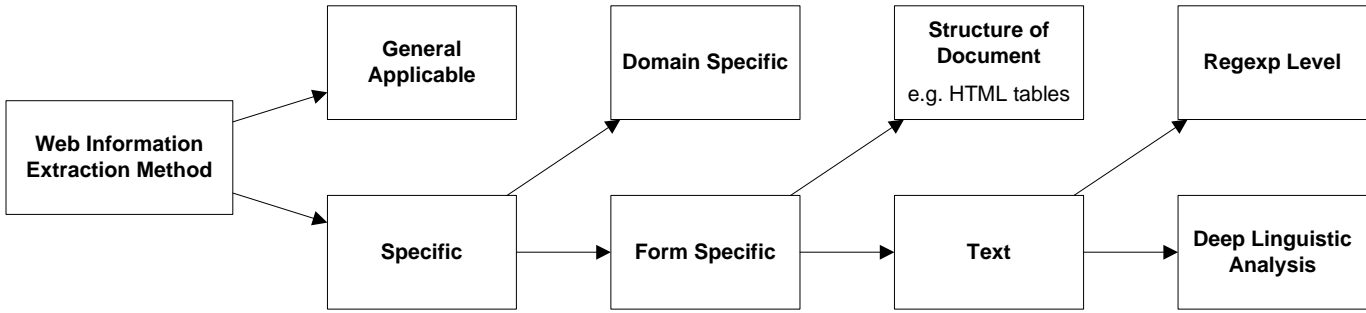 Web Information
Extraction Method
General
Applicable
Specific
Domain Specific
Form Specific
Structure of
Document
e.g. HTML tables
Text
Regexp Level
Deep Linguistic
Analysis